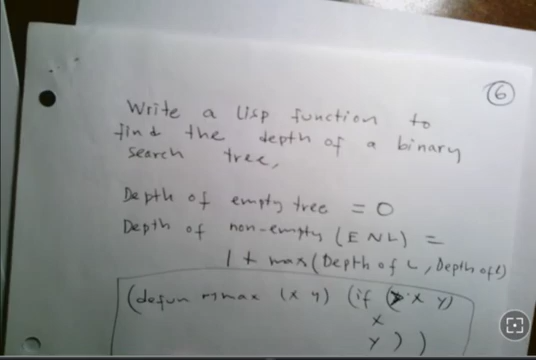 6
Write a Lisp function to
find the depth of a binary
search tree,
Depth of empty tree = 0
Depth of non-empty (E N L) =
1 + max (Depth of L, Depth of L)
(defun mmax (x y) (if (> x y)
x
y ) )